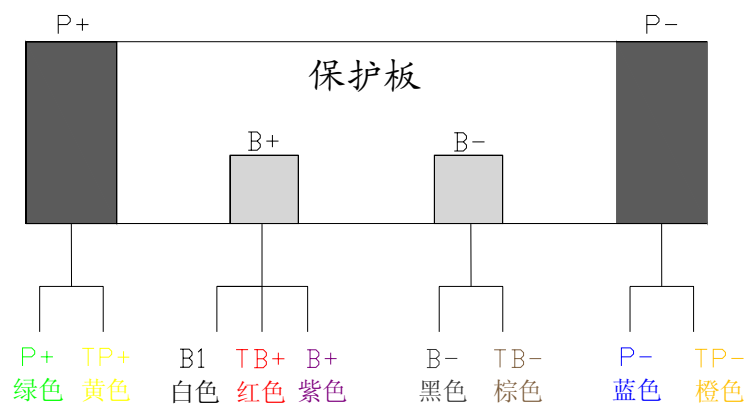 P+ P-
保护板
B+ B-
P+ TP+ B1 TB+ B+ B- TB- P- TP-
绿色 黄色 白色 红色 紫色 黑色 棕色 蓝色 橙色